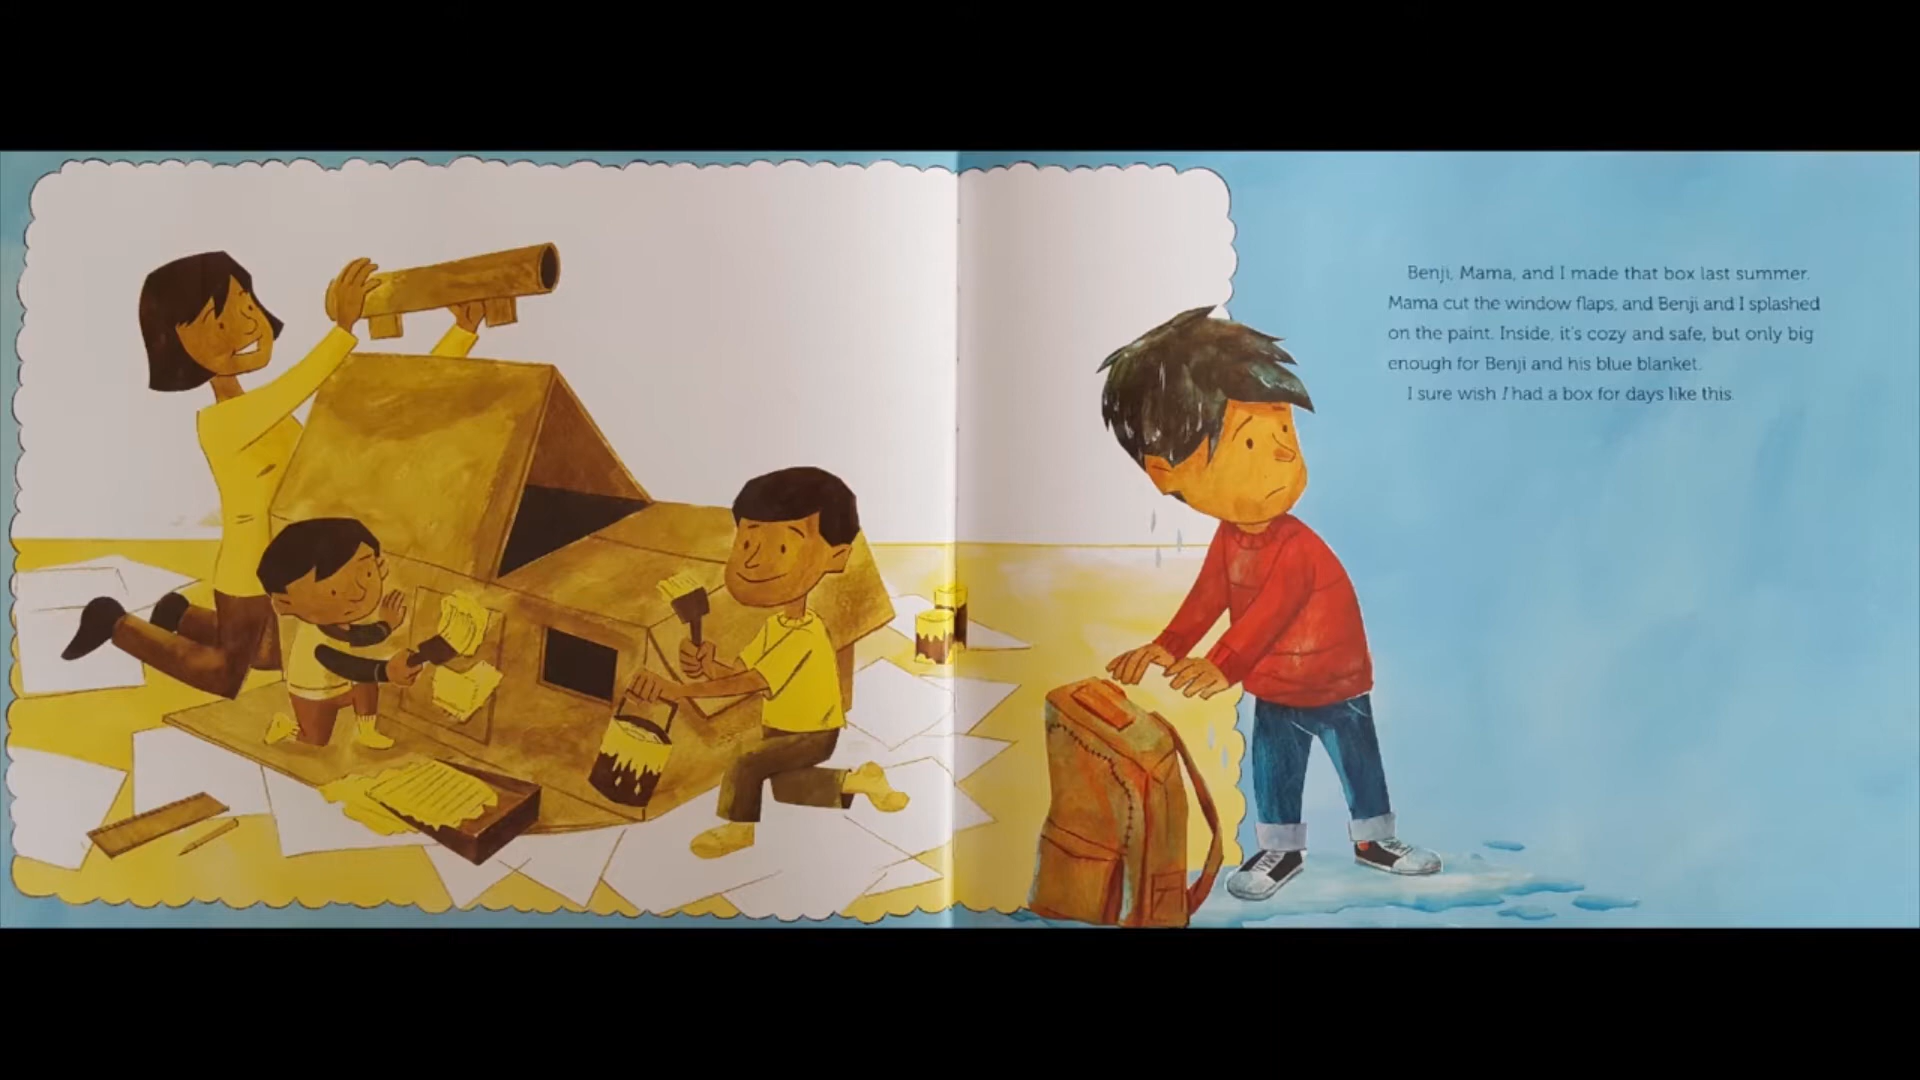 Benji, Mama, and I made that box last summer.
Mama cut the window flaps, and Benji and I splashed
on the paint. Inside, it's cozy and safe, but only big
enough for Benji and his blue blanket.
I sure wish I had a box for days like this.